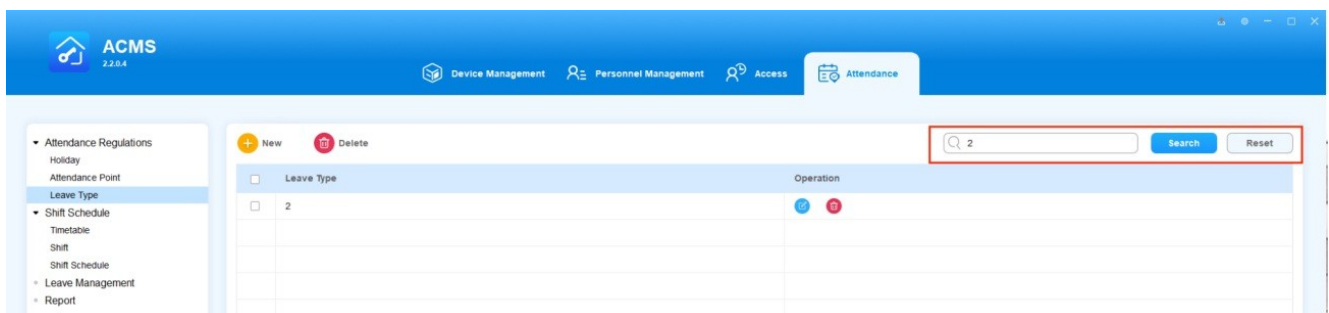 ACMS
2.2.0.4
Device Management
Personnel Management
Access
Attendance
Attendance Regulations
Holiday
Attendance Point
Leave Type
Shift Schedule
Timetable
Shift
Shift Schedule
Leave Management
Report
New
Delete
2
Search
Reset
Leave Type
Operation
2